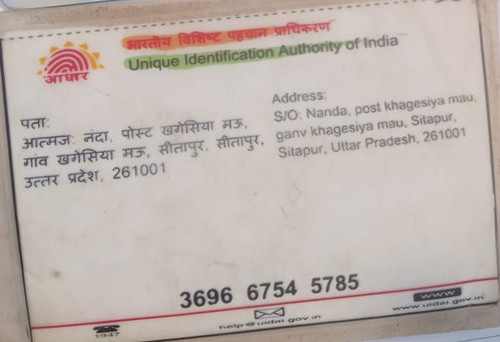 भारतीय विशिष्ट पहचान प्राधिकरण
Unique Identification Authority of India
आधार
पता:
आत्मज: नंदा, पोस्ट खगेसिया मऊ,
गांव खगेसिया मऊ, सीतापुर, सीतापुर,
उत्तर प्रदेश, 261001
Address:
S/O: Nanda, post khagesiya mau,
ganv khagesiya mau, Sitapur,
Sitapur, Uttar Pradesh, 261001
3696 6754 5785
1947
help@uidai.gov.in
www
www.uidai.gov.in